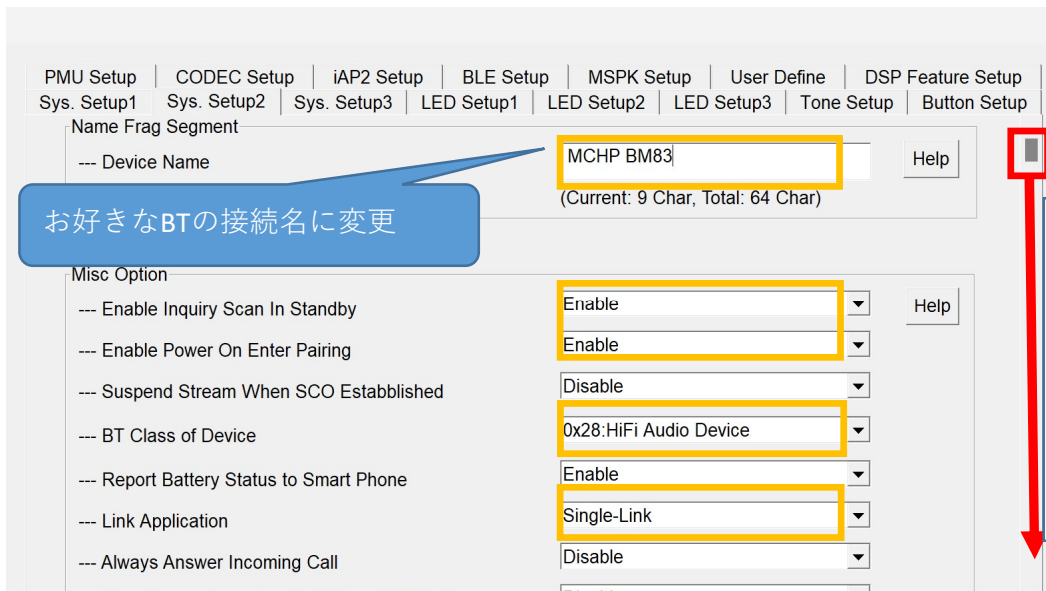 PMU Setup CODEC Setup iAP2 Setup BLE Setup MSPK Setup User Define DSP Feature Setup
Sys. Setup1 Sys. Setup2 Sys. Setup3 LED Setup1 LED Setup2 LED Setup3 Tone Setup Button Setup
Name Frag Segment
--- Device Name MCHP BM83 Help
(Current: 9 Char, Total: 64 Char)
お好きなBTの接続名に変更
Misc Option
--- Enable Inquiry Scan In Standby Enable Help
--- Enable Power On Enter Pairing Enable
--- Suspend Stream When SCO Estabblished Disable
--- BT Class of Device 0x28:HiFi Audio Device
--- Report Battery Status to Smart Phone Enable
--- Link Application Single-Link
--- Always Answer Incoming Call Disable